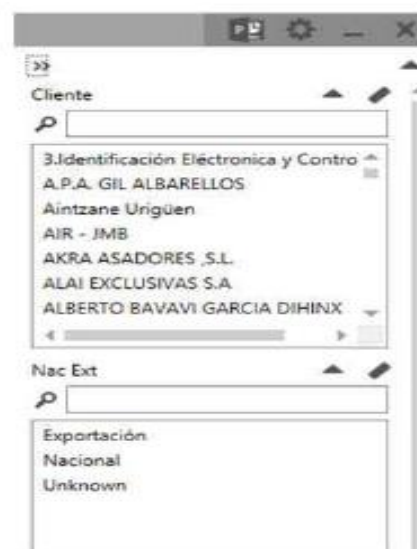 >>
Cliente
3.Identificación Eléctronica y Contro
A.P.A. GIL ALBARELLOS
Aintzane Urigüen
AIR - JMB
AKRA ASADORES ,S.L.
ALAI EXCLUSIVAS S.A
ALBERTO BAVAVI GARCIA DIHINX
Nac Ext
Exportación
Nacional
Unknown